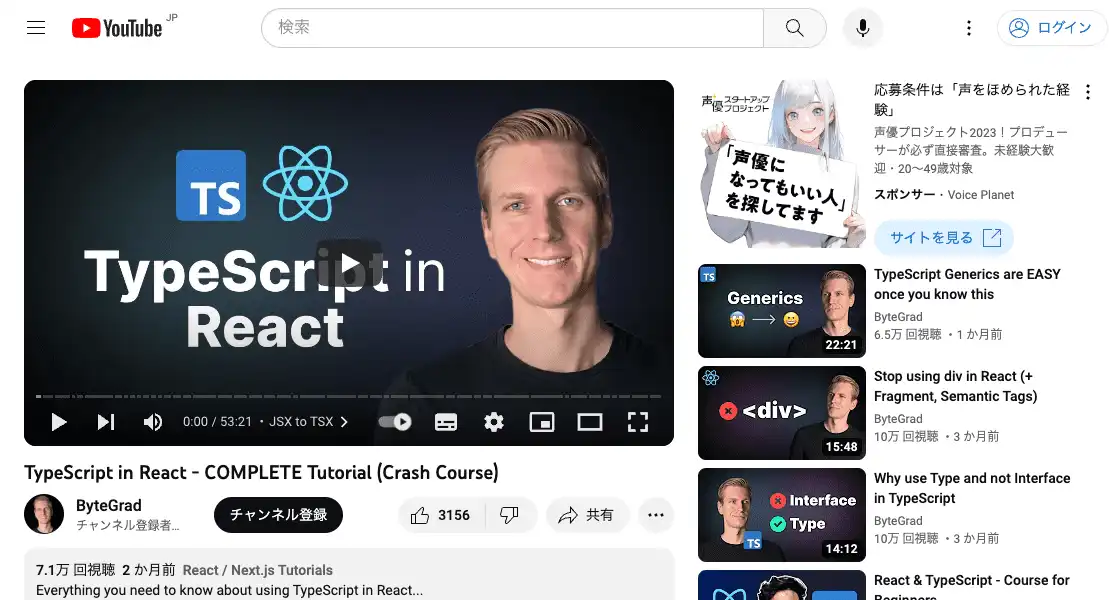 YouTube JP
検索
ログイン
TS
TypeScript in
React
0:00 / 53:21 ・ JSX to TSX
TypeScript in React - COMPLETE Tutorial (Crash Course)
ByteGrad
チャンネル登録者...
チャンネル登録
3156
共有
7.1万 回視聴 2 か月前 React / Next.js Tutorials
Everything you need to know about using TypeScript in React...
声優スタートアップ
プロジェクト
「声優に
なってもいい人」
を探してます
応募条件は「声をほめられた経
験」
声優プロジェクト2023！プロデュー
サーが必ず直接審査。未経験大歓
迎・20〜49歳対象
スポンサー・Voice Planet
サイトを見る
TS
Generics
22:21
TypeScript Generics are EASY
once you know this
ByteGrad
6.5万 回視聴 ・1 か月前
<div>
15:48
Stop using div in React (+
Fragment, Semantic Tags)
ByteGrad
10万 回視聴 ・3 か月前
Interface
Type
TS
14:12
Why use Type and not Interface
in TypeScript
ByteGrad
10万 回視聴 ・3 か月前
React & TypeScript - Course for